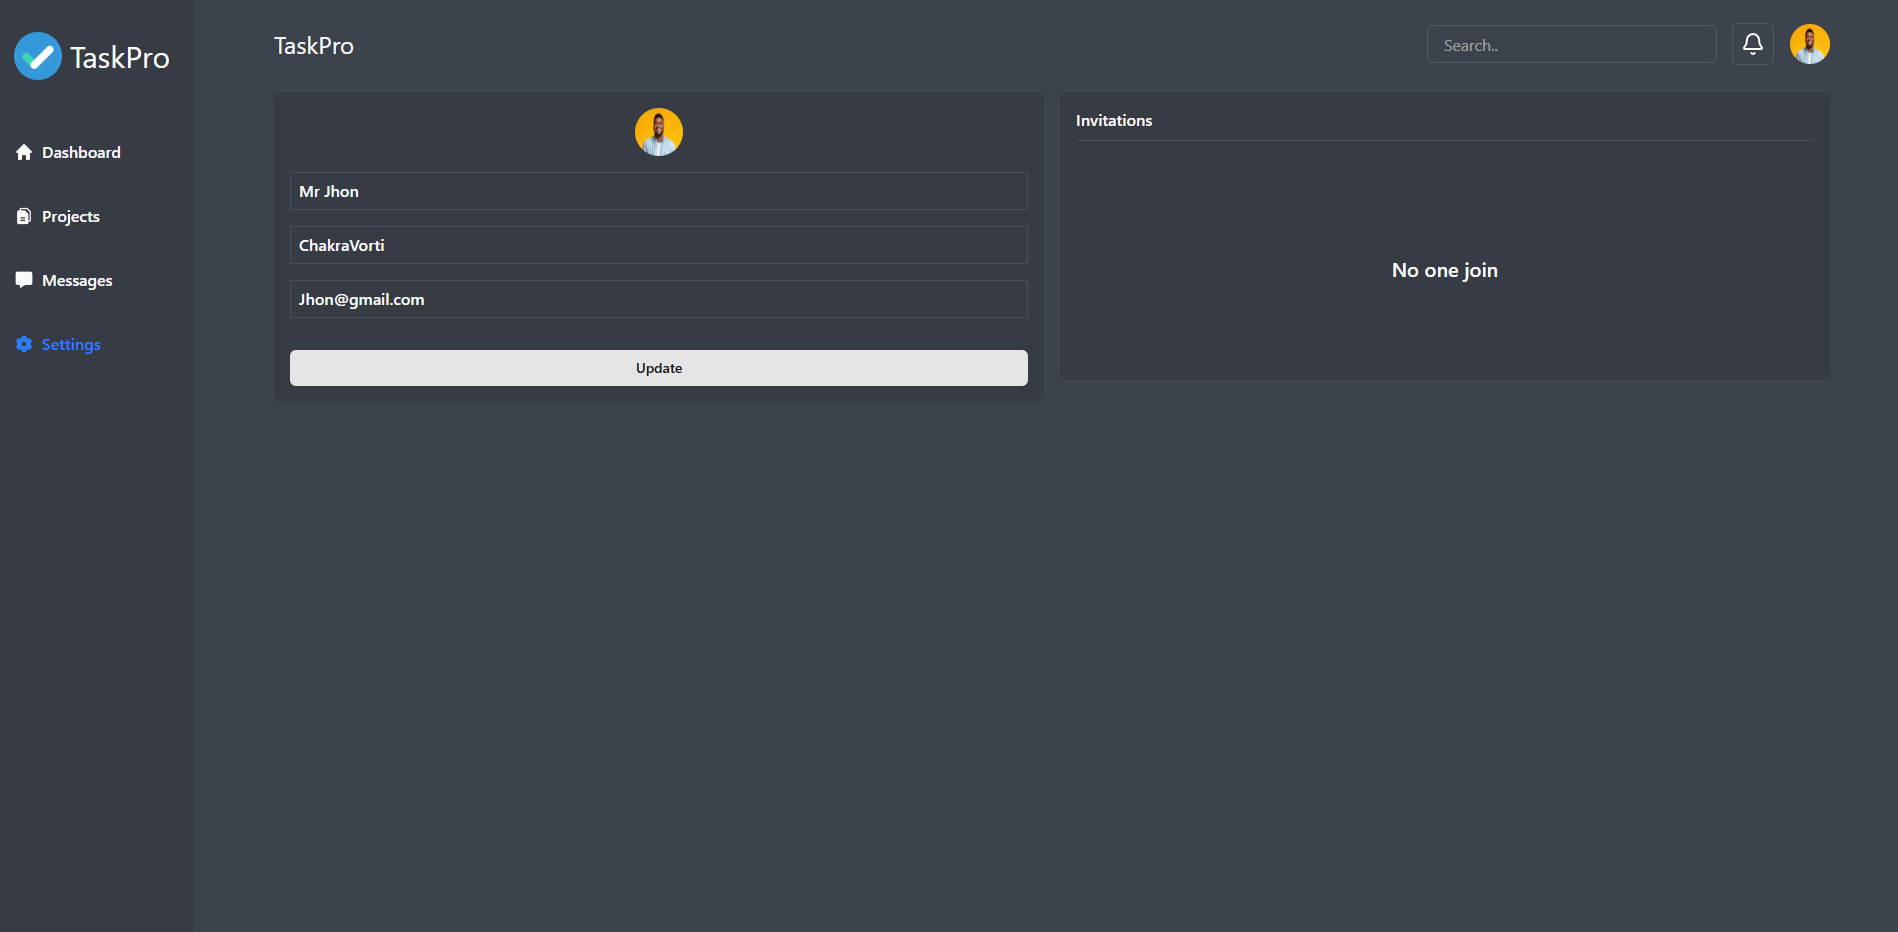 TaskPro
Dashboard
Projects
Messages
Settings
TaskPro
Search..
Mr Jhon
ChakraVorti
Jhon@gmail.com
Update
Invitations
No one join